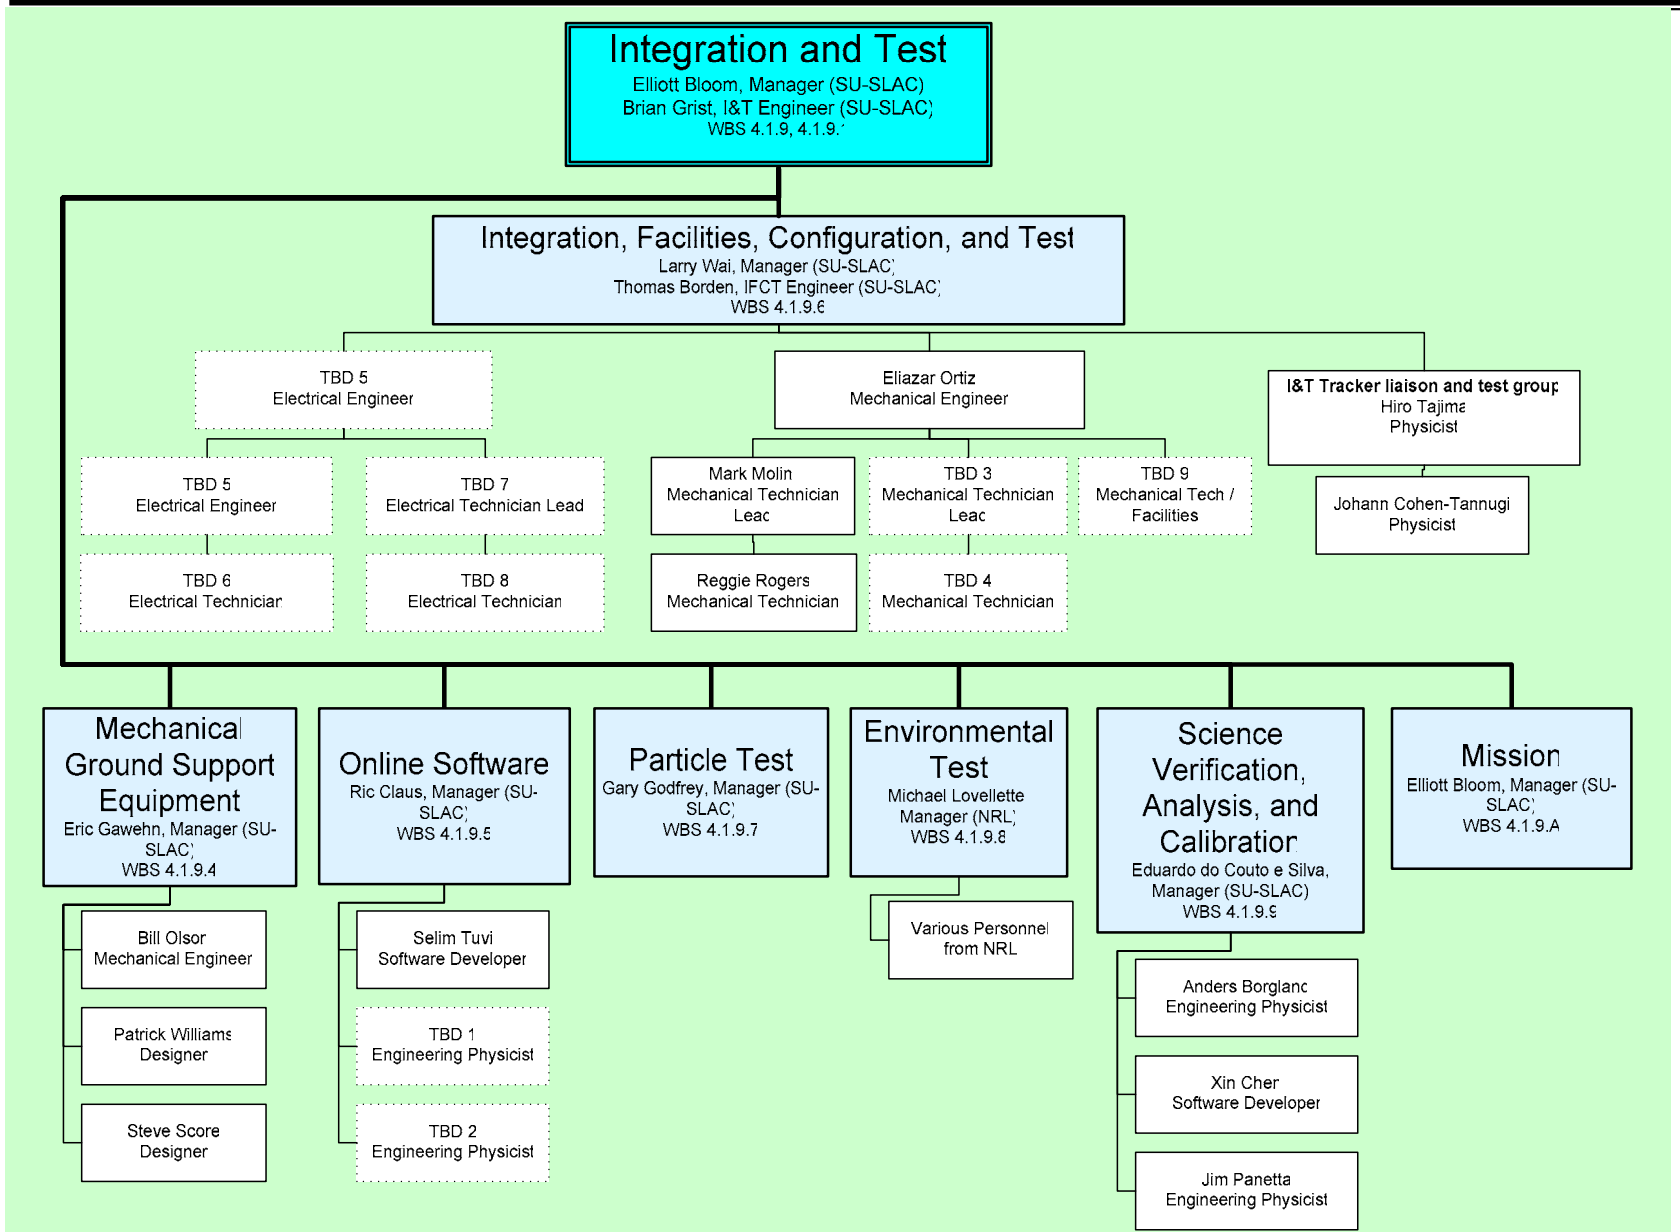 Integration and Test
Elliott Bloom, Manager (SU-SLAC)
Brian Grist, I&T Engineer (SU-SLAC)
WBS 4.1.9, 4.1.9.1
Integration, Facilities, Configuration, and Test
Larry Wai, Manager (SU-SLAC)
Thomas Borden, IFCT Engineer (SU-SLAC)
WBS 4.1.9.6
TBD 5
Electrical Engineer
Eliazar Ortiz
Mechanical Engineer
I&T Tracker liaison and test group
Hiro Tajima
Physicist
TBD 5
Electrical Engineer
TBD 7
Electrical Technician Lead
Mark Molin
Mechanical Technician
Lead
TBD 3
Mechanical Technician
Lead
TBD 9
Mechanical Tech /
Facilities
Johann Cohen-Tannugi
Physicist
TBD 6
Electrical Technician
TBD 8
Electrical Technician
Reggie Rogers
Mechanical Technician
TBD 4
Mechanical Technician
Mechanical
Ground Support
Equipment
Eric Gawehn, Manager (SU-
SLAC)
WBS 4.1.9.4
Online Software
Ric Claus, Manager (SU-
SLAC)
WBS 4.1.9.5
Particle Test
Gary Godfrey, Manager (SU-
SLAC)
WBS 4.1.9.7
Environmental
Test
Michael Lovellette
Manager (NRL)
WBS 4.1.9.8
Science
Verification,
Analysis, and
Calibration
Eduardo do Couto e Silva,
Manager (SU-SLAC)
WBS 4.1.9.9
Mission
Elliott Bloom, Manager (SU-
SLAC)
WBS 4.1.9.A
Bill Olson
Mechanical Engineer
Patrick Williams
Designer
Steve Score
Designer
Selim Tuvi
Software Developer
TBD 1
Engineering Physicist
TBD 2
Engineering Physicist
Various Personnel
from NRL
Anders Borgland
Engineering Physicist
Xin Chen
Software Developer
Jim Panetta
Engineering Physicist